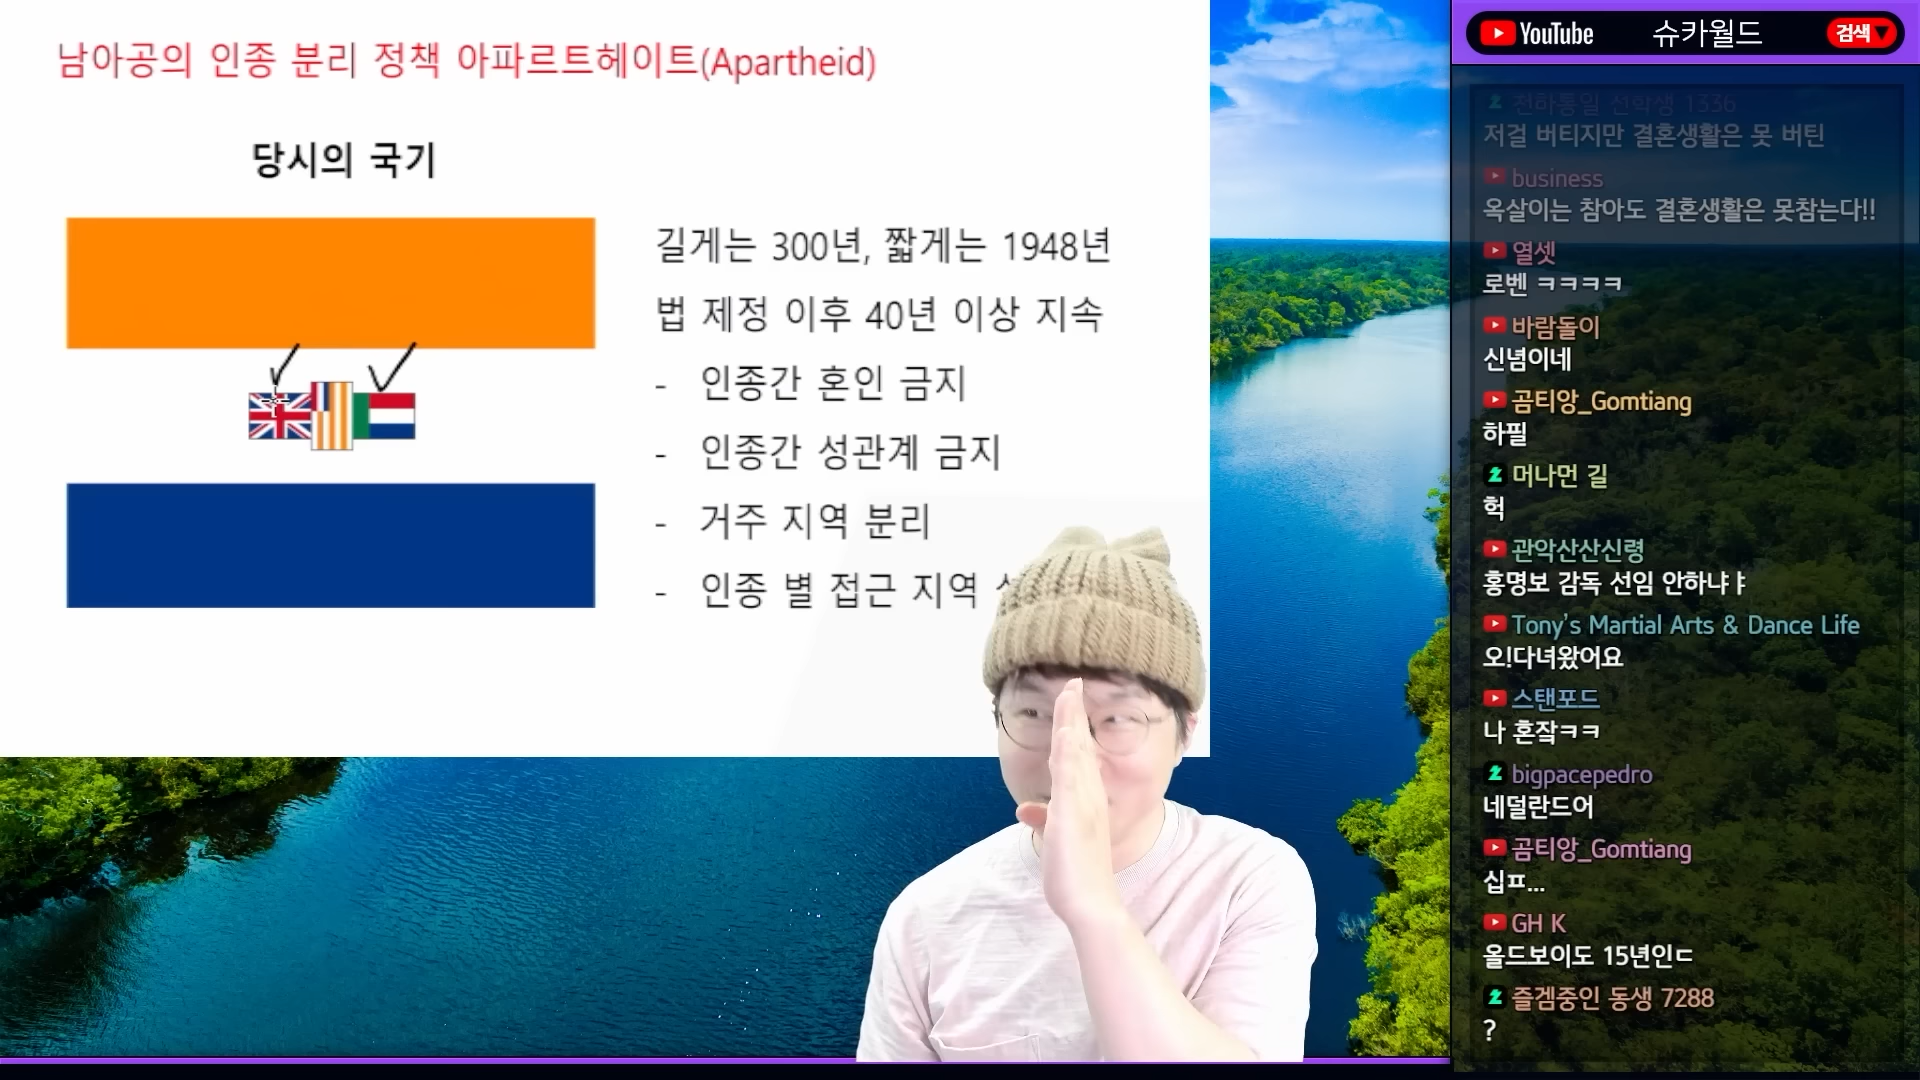 남아공의 인종 분리 정책 아파르트헤이트(Apartheid)
당시의 국기
길게는 300년, 짧게는 1948년
법 제정 이후 40년 이상 지속
- 인종간 혼인 금지
- 인종간 성관계 금지
- 거주 지역 분리
- 인종 별 접근 지역
YouTube 슈카월드 검색
천하통일 선학생 1336
저걸 버티지만 결혼생활은 못 버틴
business
옥살이는 참아도 결혼생활은 못참는다!!
열셋
로벤 ㅋㅋㅋㅋ
바람돌이
신념이네
곰티앙_Gomtiang
하필
머나먼 길
헉
관악산산신령
홍명보 감독 선임 안하냐ㅑ
Tony's Martial Arts & Dance Life
오!다녀왔어요
스탠포드
나 혼잘ㅋㅋ
bigpacepedro
네덜란드어
곰티앙_Gomtiang
십ㅍ...
GH K
올드보이도 15년인ㄷ
즐겜중인 동생 7288
?